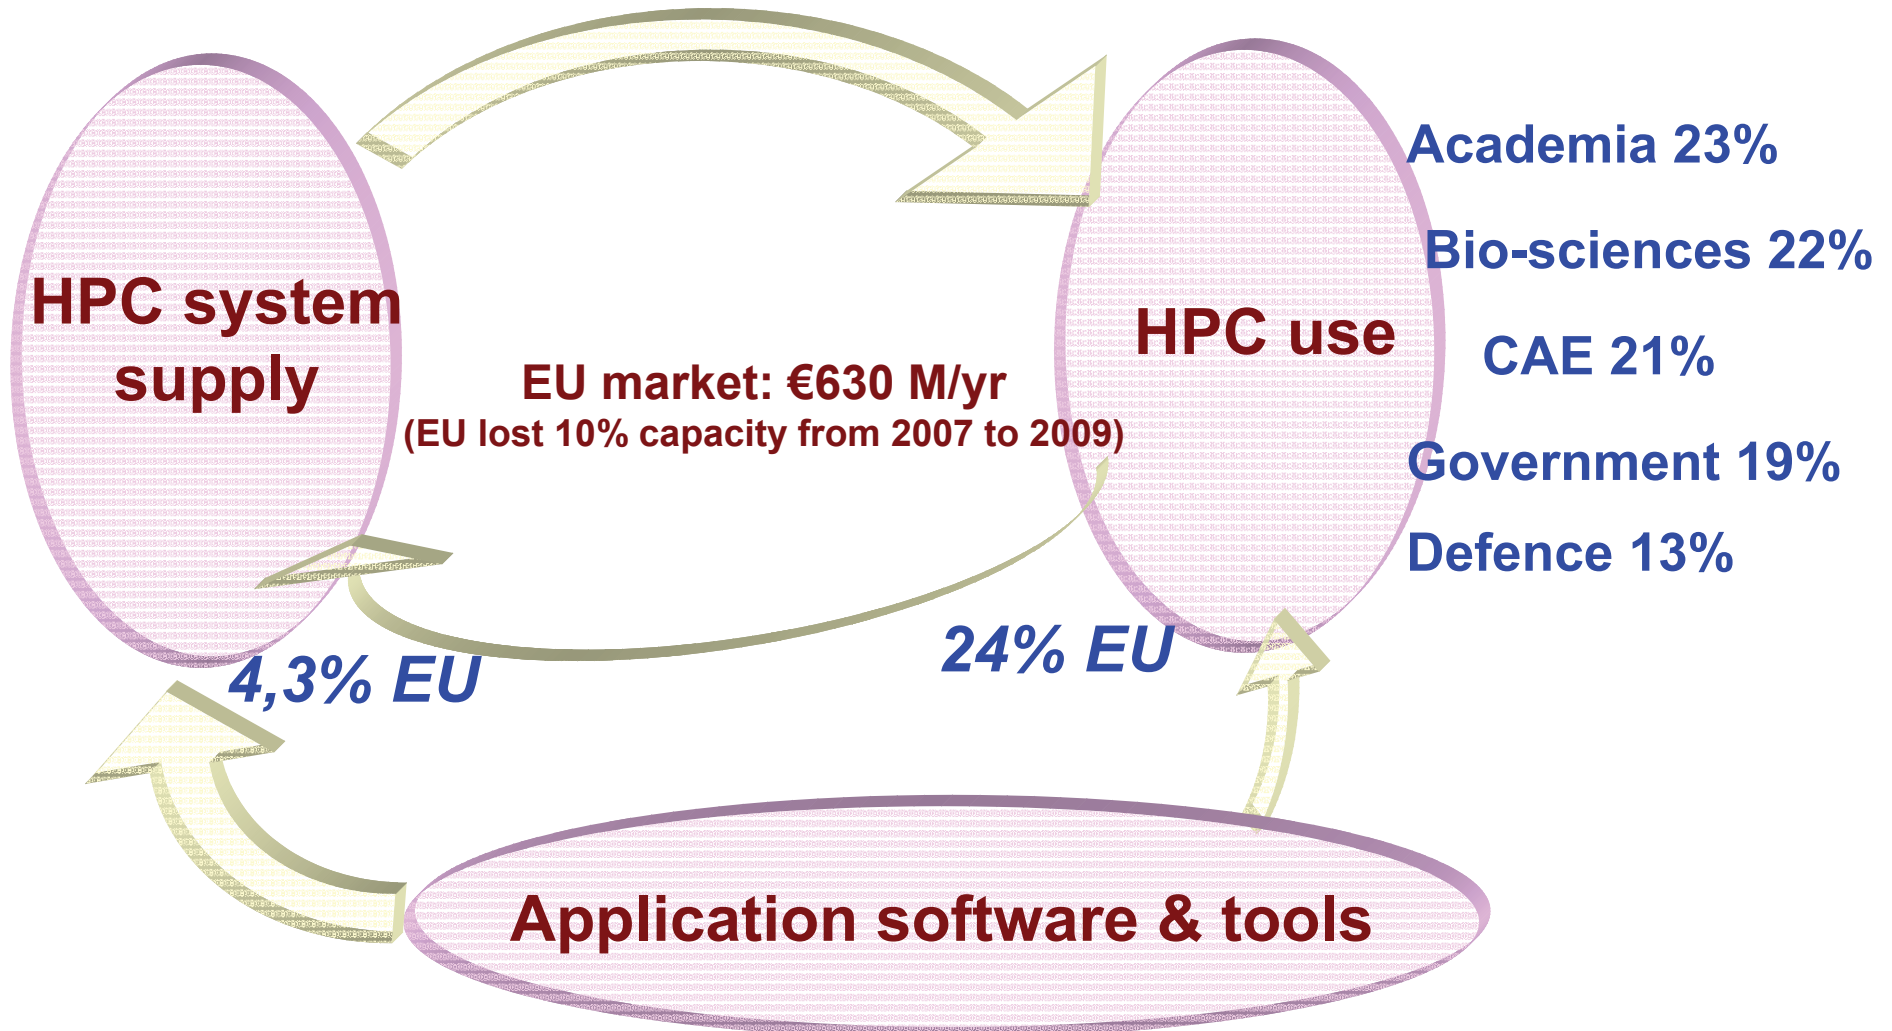 HPC system
supply
EU market: €630 M/yr
(EU lost 10% capacity from 2007 to 2009)
HPC use
Academia 23%
Bio-sciences 22%
CAE 21%
Government 19%
Defence 13%
4,3% EU
24% EU
Application software & tools